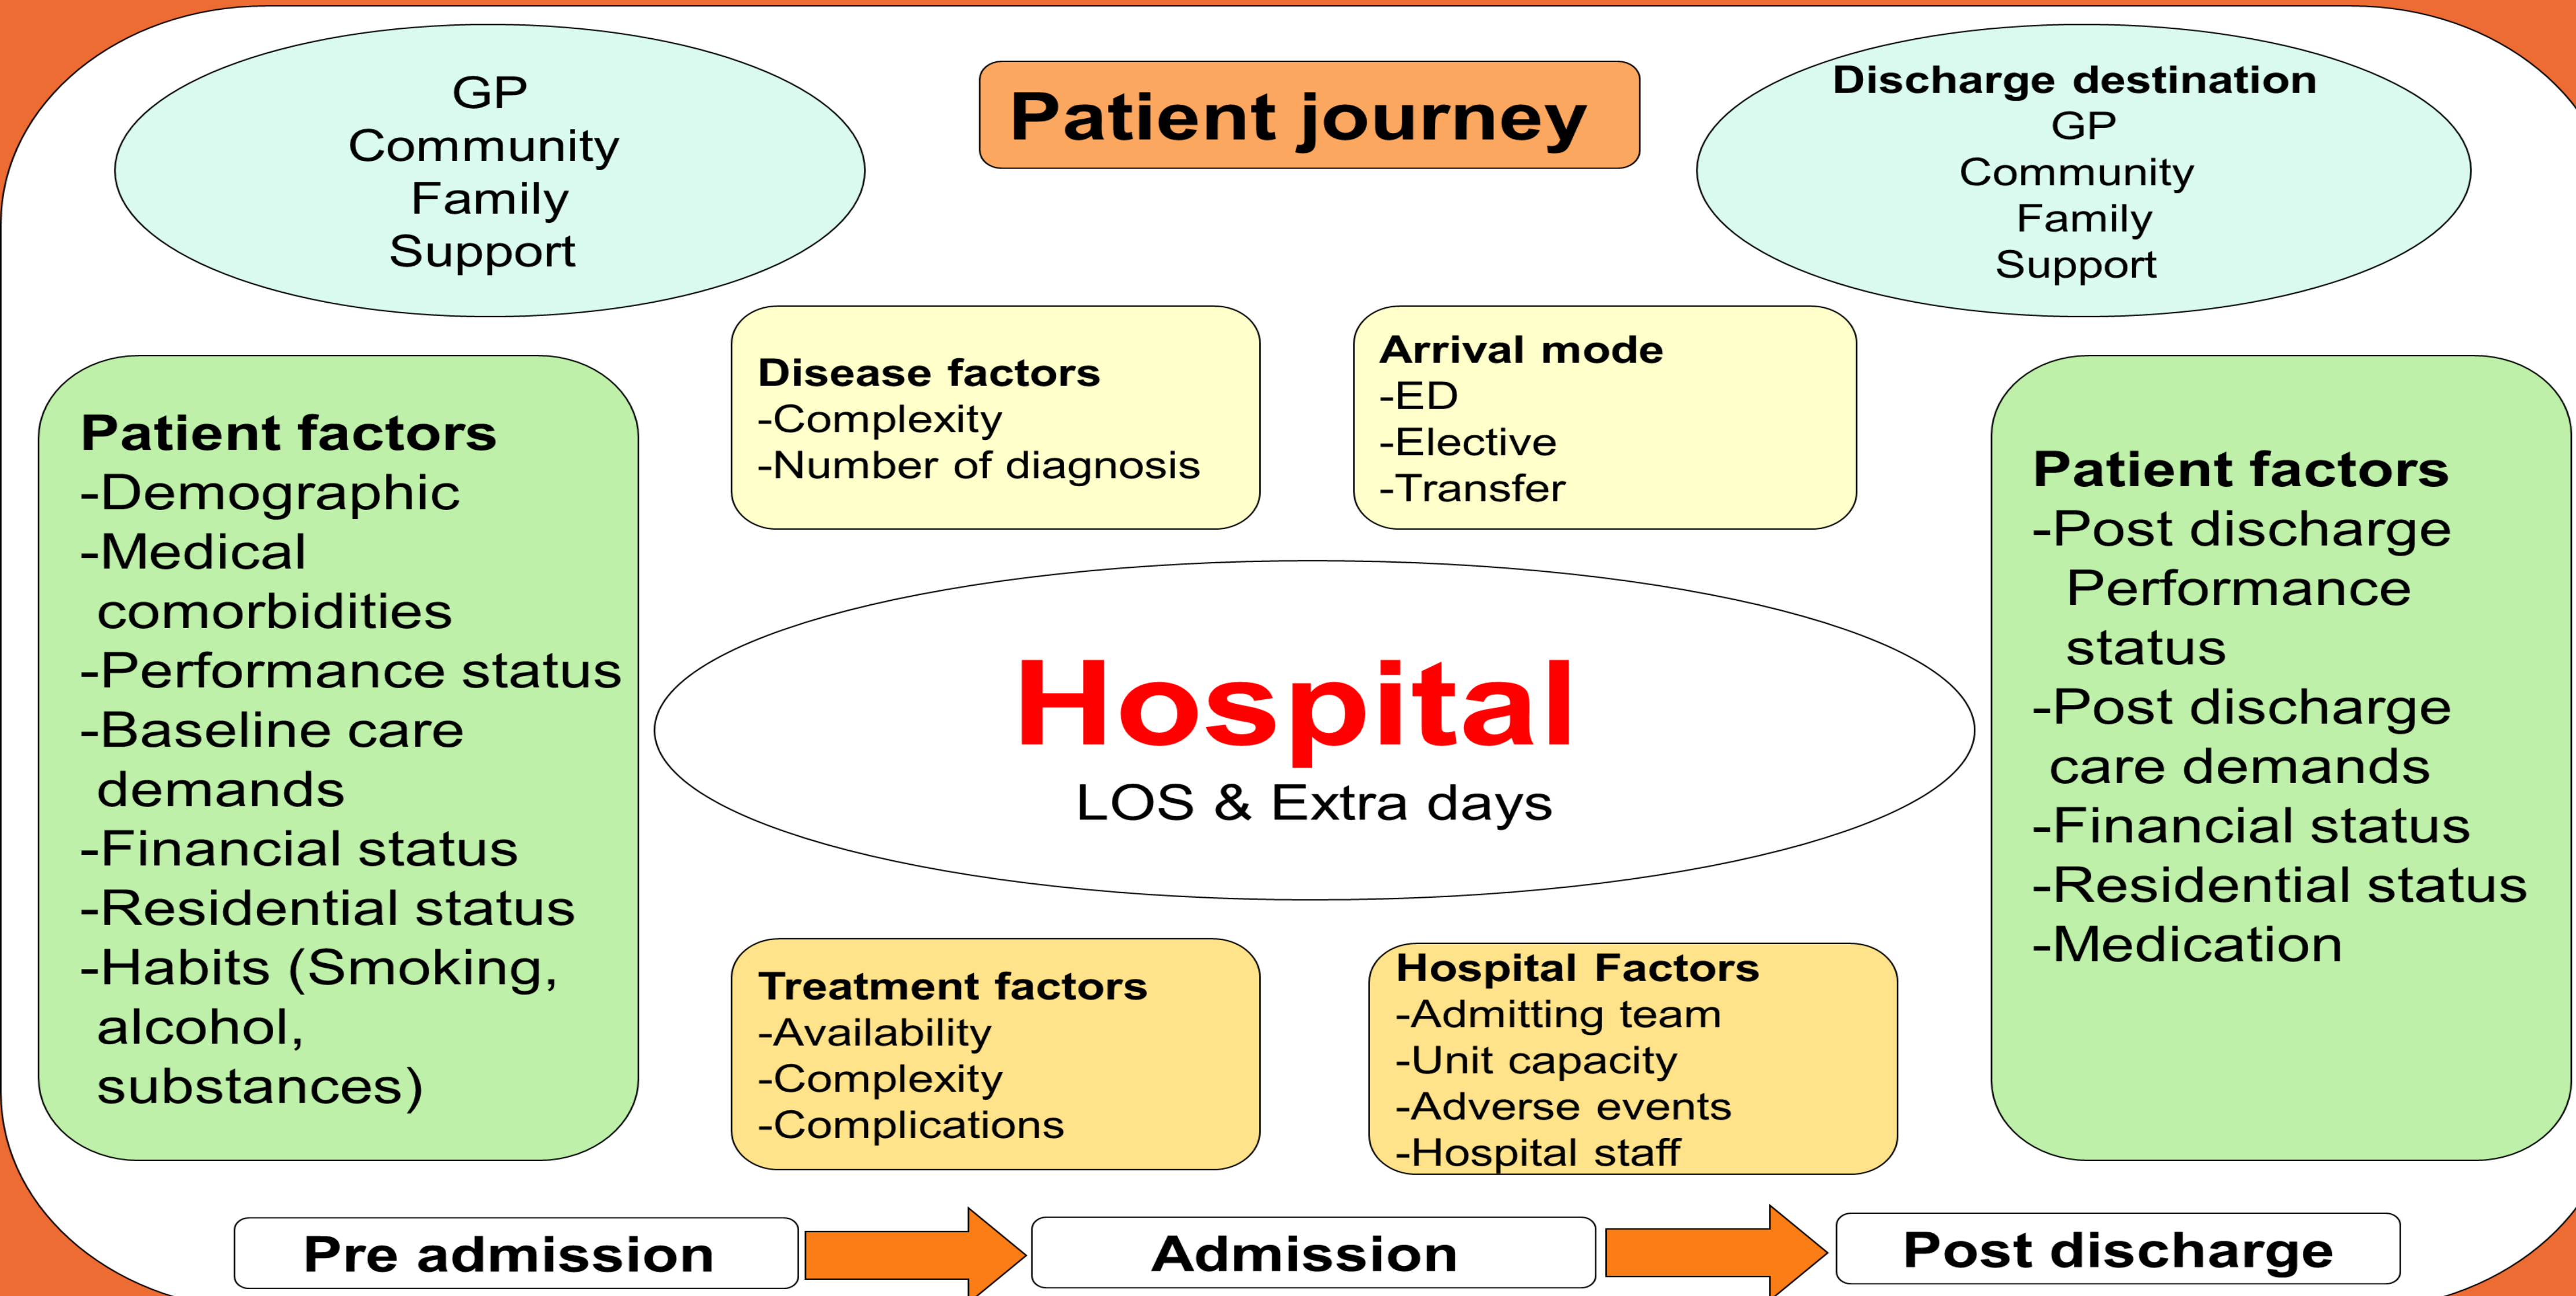 GP
Community
Family
Support
Patient journey
Discharge destination
GP
Community
Family
Support
Patient factors
-Demographic
-Medical
comorbidities
-Performance status
-Baseline care
demands
-Financial status
-Residential status
-Habits (Smoking,
alcohol,
substances)
Disease factors
-Complexity
-Number of diagnosis
Arrival mode
-ED
-Elective
-Transfer
Hospital
LOS & Extra days
Treatment factors
-Availability
-Complexity
-Complications
Hospital Factors
-Admitting team
-Unit capacity
-Adverse events
-Hospital staff
Patient factors
-Post discharge
Performance
status
-Post discharge
care demands
-Financial status
-Residential status
-Medication
Pre admission
Admission
Post discharge